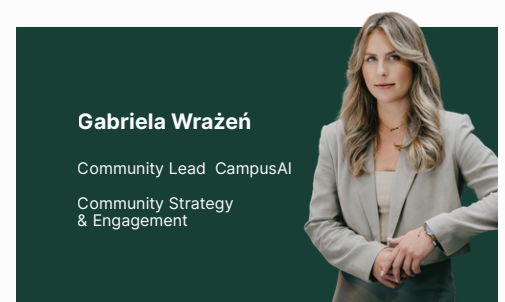 Gabriela Wrażeń
Community Lead  CampusAI
Community Strategy
& Engagement